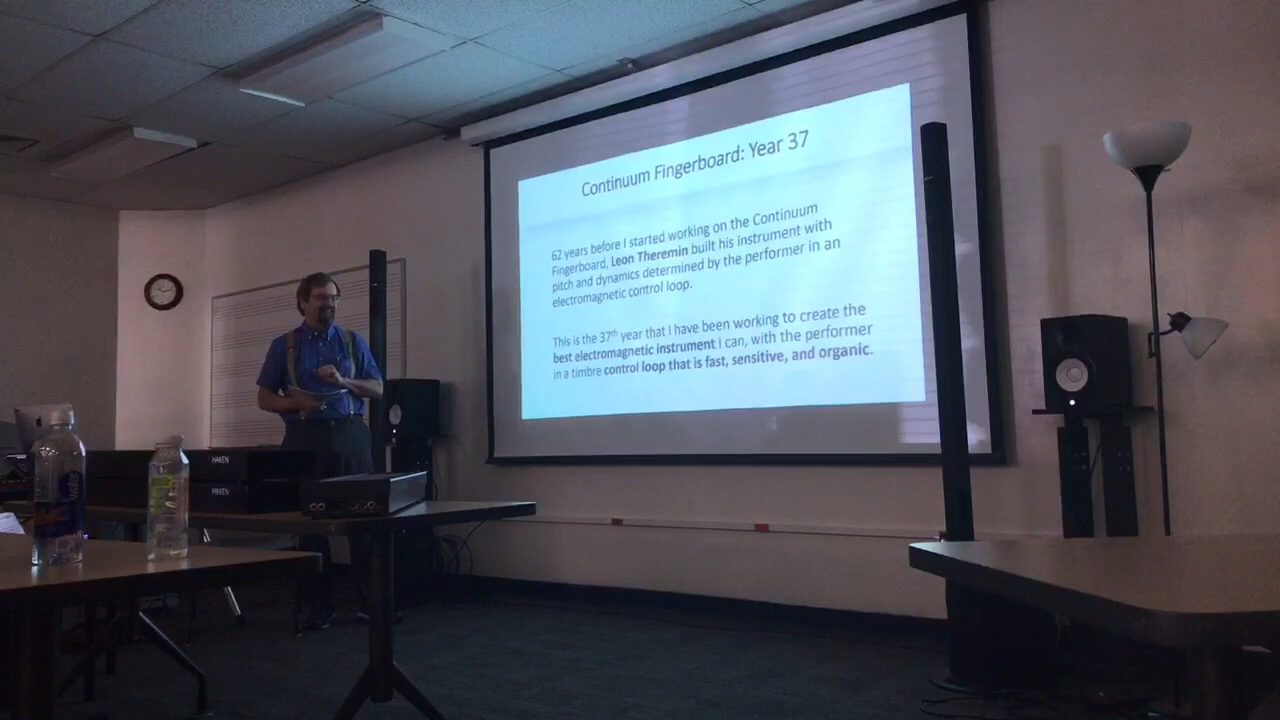 Continuum Fingerboard: Year 37
62 years before I started working on the Continuum
Fingerboard, Leon Theremin built his instrument with
pitch and dynamics determined by the performer in an
electromagnetic control loop.
This is the 37th year that I have been working to create the
best electromagnetic instrument I can, with the performer
in a timbre control loop that is fast, sensitive, and organic.
HAKEN
HAKEN
water